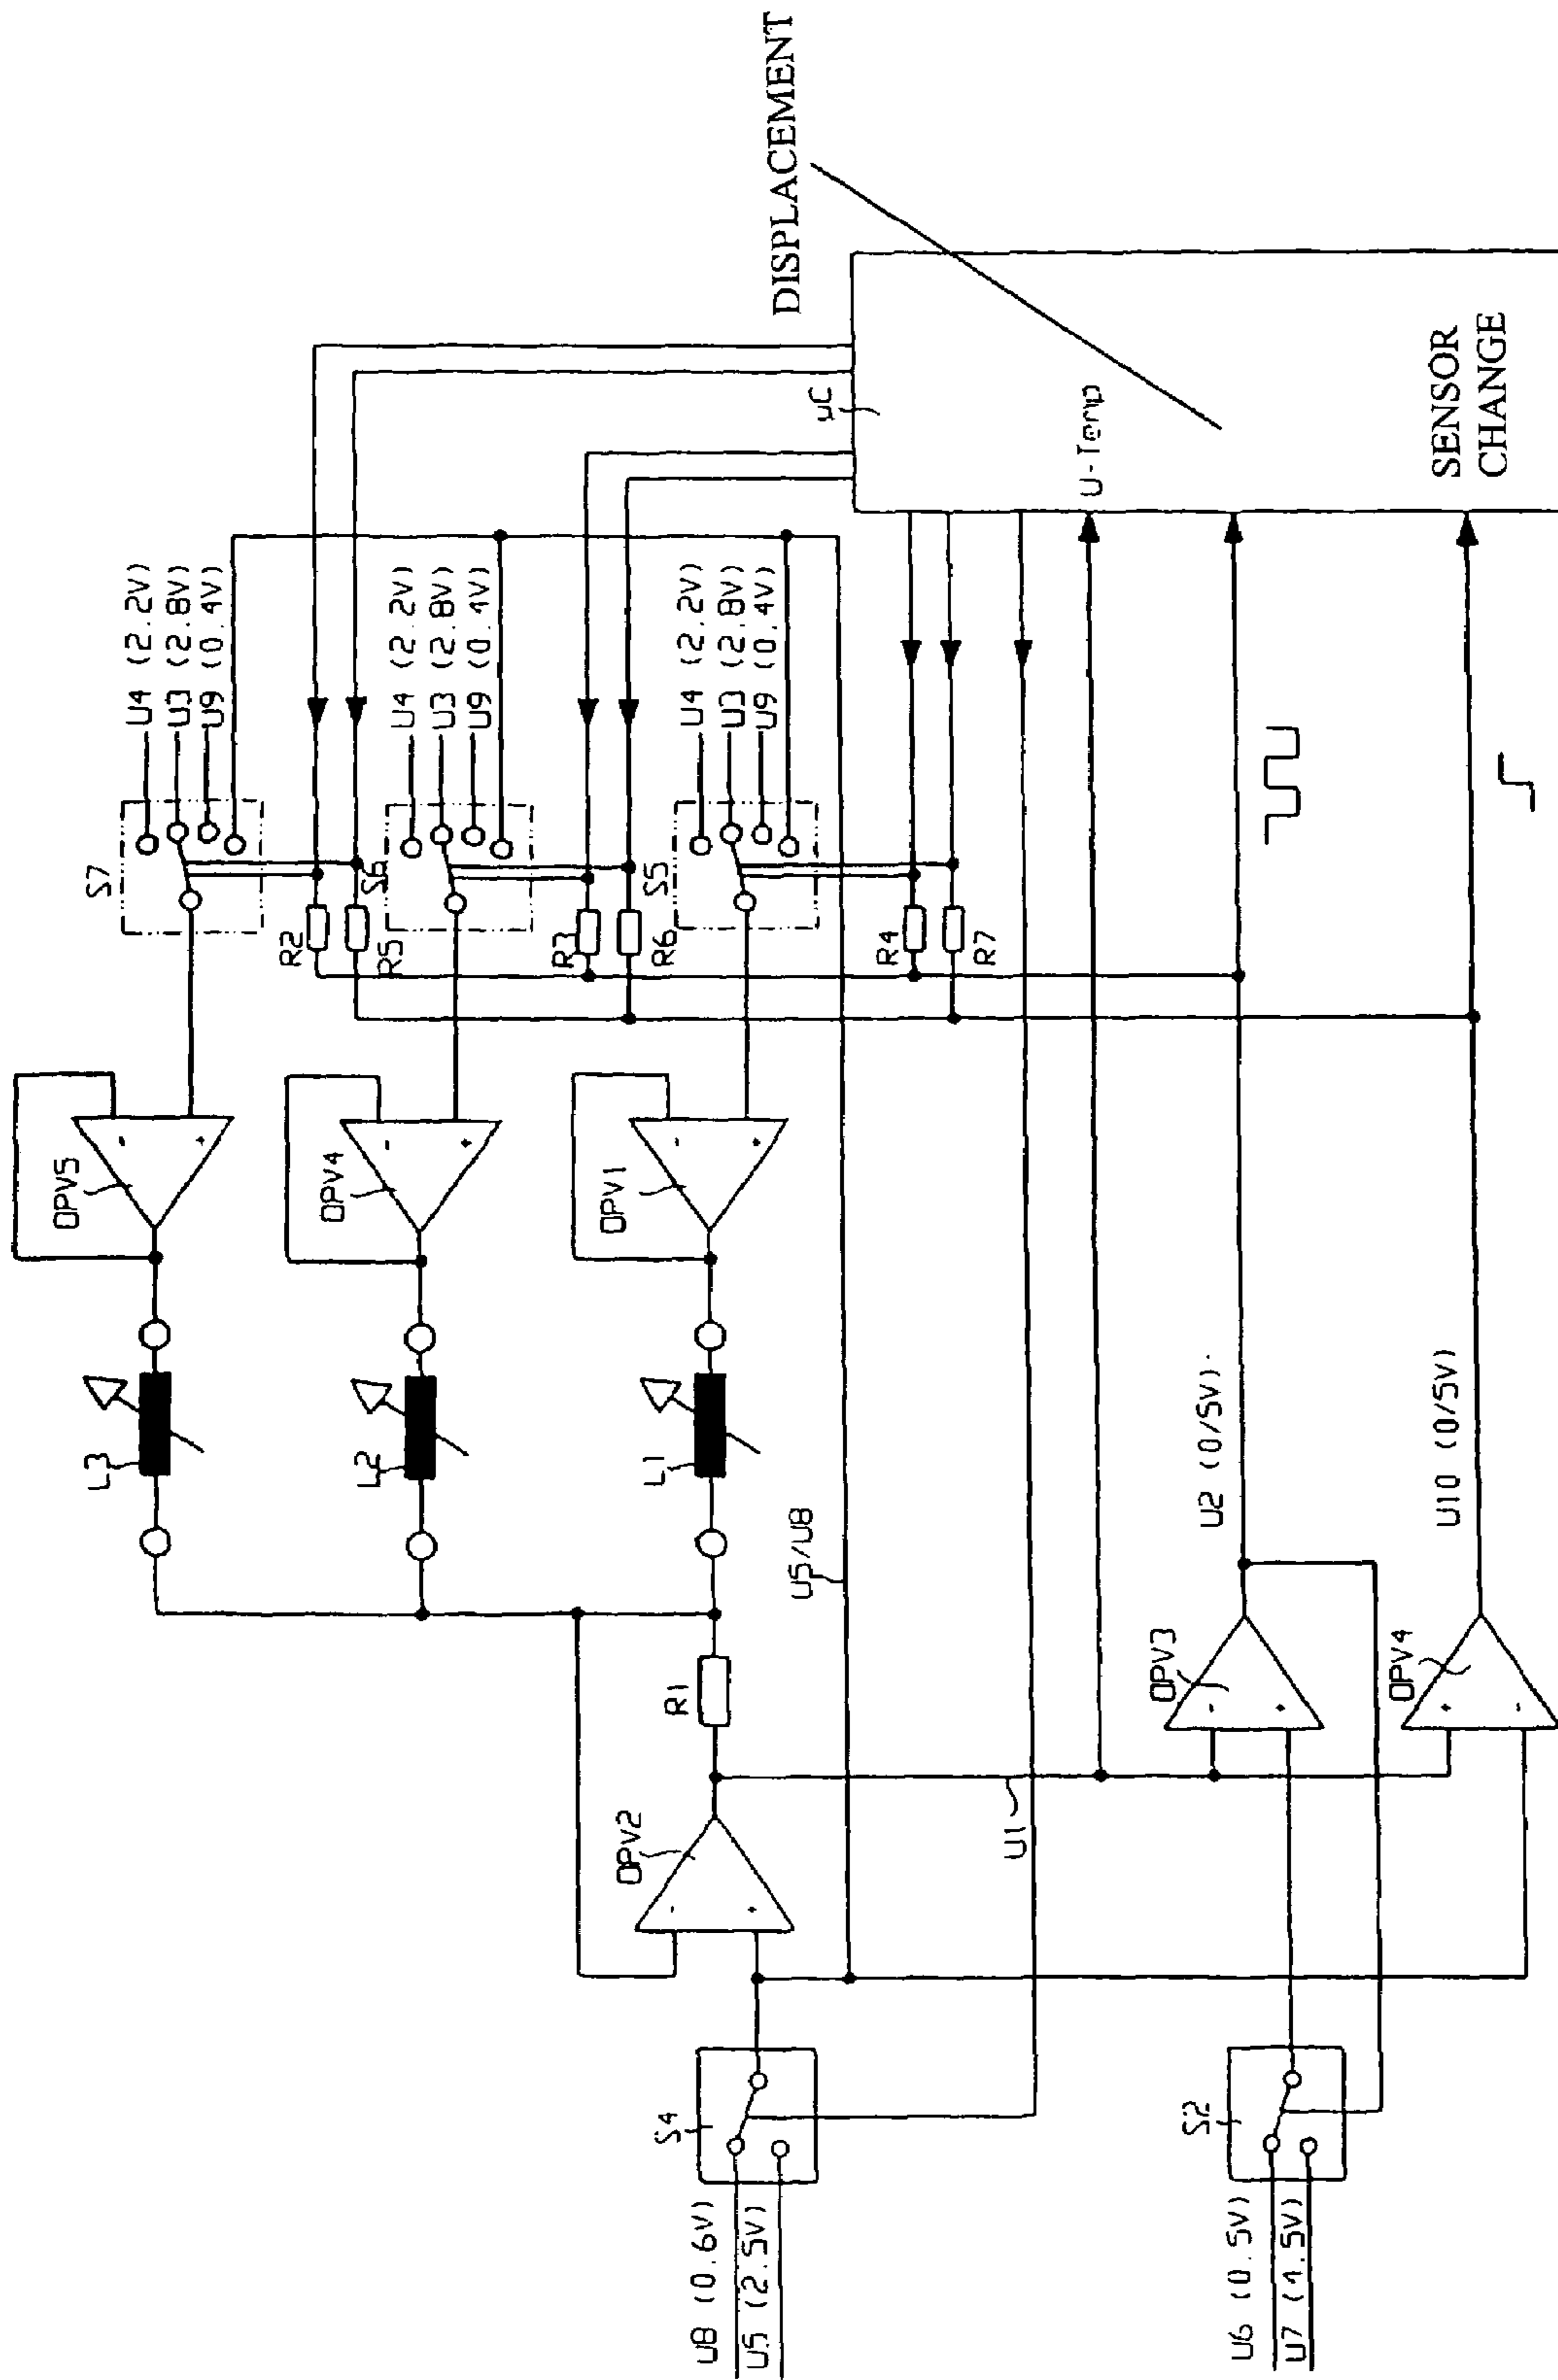 OPV5
OPV4
OPV1
L3
L2
L1
S7
S6
S5
U4 (2.2V)
U3 (2.8V)
U9 (0.4V)
U4 (2.2V)
U3 (2.8V)
U9 (0.4V)
U4 (2.2V)
U3 (2.8V)
U9 (0.4V)
R2
R5
R3
R6
R4
R7
DISPLACEMENT
µC
U-Temp
SENSOR
CHANGE
R1
U5/U8
OPV2
U1
S4
U8 (0.6V)
U5 (2.5V)
OPV3
U2 (0/5V)
OPV4
U10 (0/5V)
S2
U6 (0.5V)
U7 (4.5V)
- +
- +
- +
- +
- +
+ -